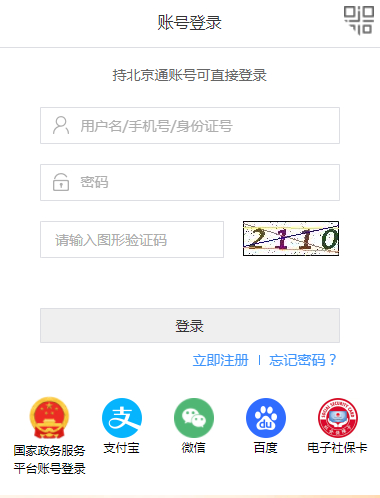 账号登录
持北京通账号可直接登录
用户名/手机号/身份证号
密码
请输入图形验证码
2110
登录
立即注册 | 忘记密码？
国家政务服务
平台账号登录
支付宝
微信
百度
电子社保卡